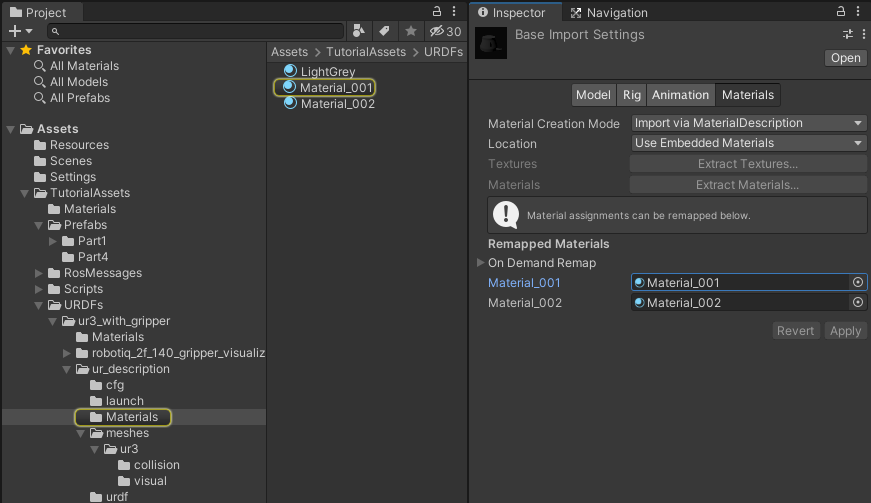 Project
30
Favorites
All Materials
All Models
All Prefabs
Assets
Resources
Scenes
Settings
TutorialAssets
Materials
Prefabs
Part1
Part4
RosMessages
Scripts
URDFs
ur3_with_gripper
Materials
robotiq_2f_140_gripper_visualiz
ur_description
cfg
launch
Materials
meshes
ur3
collision
visual
urdf
Assets > TutorialAssets > URDFs
LightGrey
Material_001
Material_002
Inspector Navigation
Base Import Settings
Open
Model Rig Animation Materials
Material Creation Mode Import via MaterialDescription
Location Use Embedded Materials
Textures Extract Textures...
Materials Extract Materials...
Material assignments can be remapped below.
Remapped Materials
On Demand Remap
Material_001 Material_001
Material_002 Material_002
Revert Apply